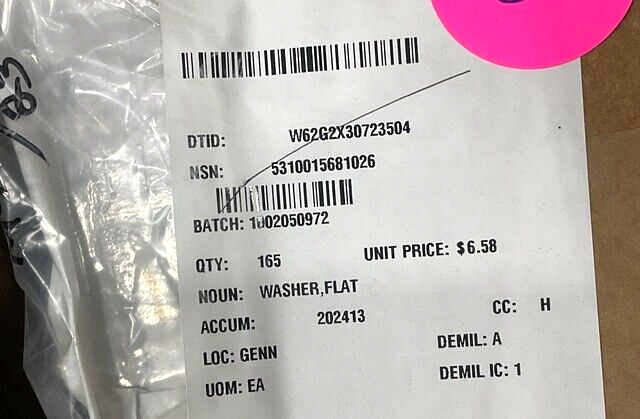 DTID: W62G2X30723504
NSN: 5310015681026
BATCH: 1002050972
QTY: 165 UNIT PRICE: $6.58
NOUN: WASHER,FLAT
ACCUM: 202413 CC: H
LOC: GENN DEMIL: A
UOM: EA DEMIL IC: 1